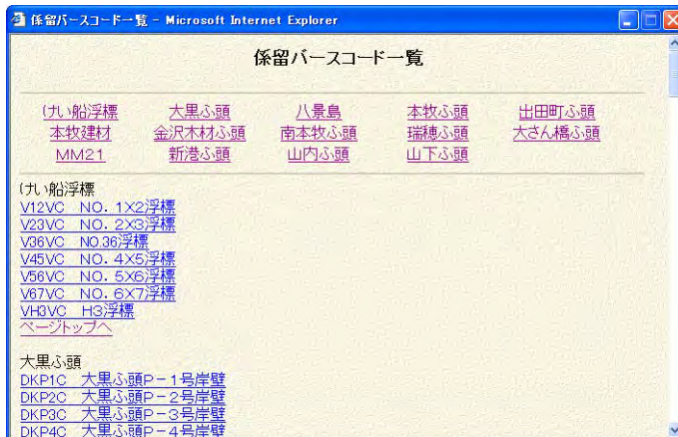 係留バースコード一覧 - Microsoft Internet Explorer
係留バースコード一覧
けい船浮標 大黒ふ頭 八景島 本牧ふ頭 出田町ふ頭
本牧建材 金沢木材ふ頭 南本牧ふ頭 瑞穂ふ頭 大さん橋ふ頭
MM21 新港ふ頭 山内ふ頭 山下ふ頭
けい船浮標
V12VC NO.1X2浮標
V23VC NO.2X3浮標
V36VC NO.36浮標
V45VC NO.4X5浮標
V56VC NO.5X6浮標
V67VC NO.6X7浮標
VH3VC H3浮標
ページトップへ
大黒ふ頭
DKP1C 大黒ふ頭P-1号岸壁
DKP2C 大黒ふ頭P-2号岸壁
DKP3C 大黒ふ頭P-3号岸壁
DKP4C 大黒ふ頭P-4号岸壁